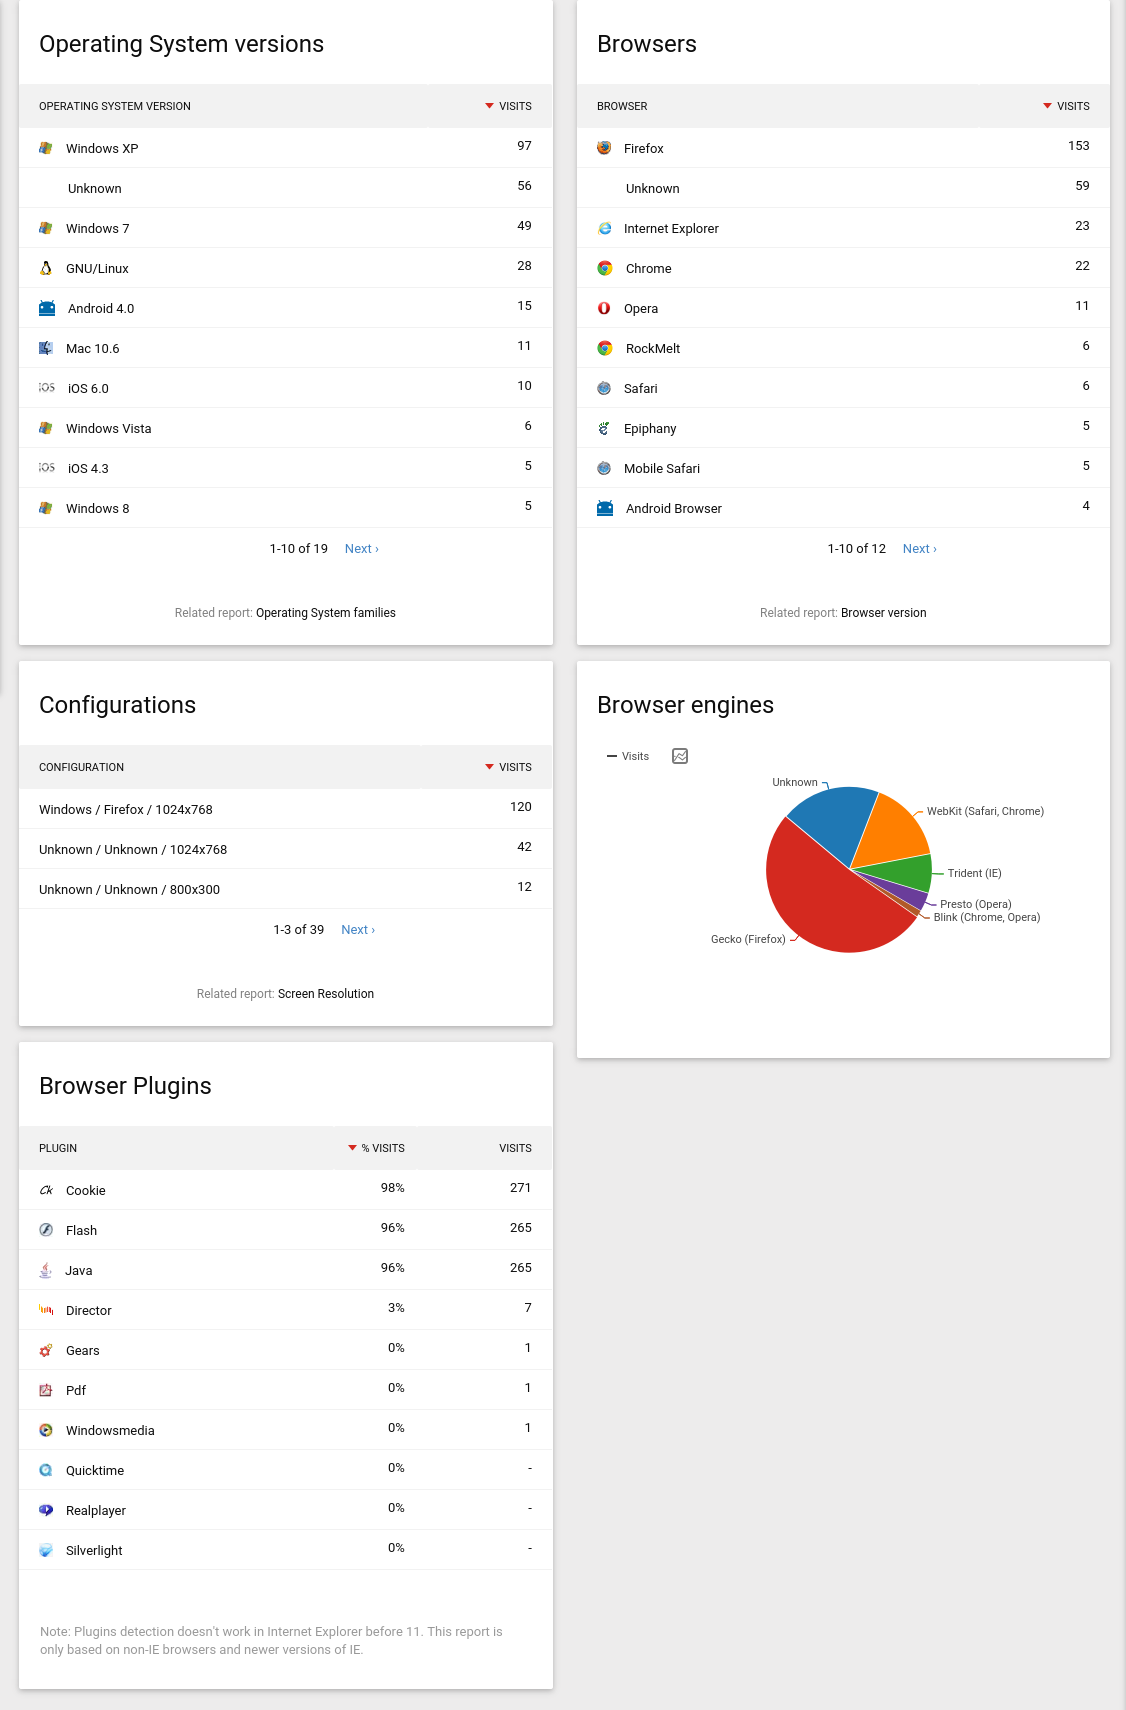 Operating System versions
OPERATING SYSTEM VERSION VISITS
Windows XP 97
Unknown 56
Windows 7 49
GNU/Linux 28
Android 4.0 15
Mac 10.6 11
iOS iOS 6.0 10
Windows Vista 6
iOS iOS 4.3 5
Windows 8 5
1-10 of 19 Next ›
Related report: Operating System families
Browsers
BROWSER VISITS
Firefox 153
Unknown 59
Internet Explorer 23
Chrome 22
Opera 11
RockMelt 6
Safari 6
Epiphany 5
Mobile Safari 5
Android Browser 4
1-10 of 12 Next ›
Related report: Browser version
Configurations
CONFIGURATION VISITS
Windows / Firefox / 1024x768 120
Unknown / Unknown / 1024x768 42
Unknown / Unknown / 800x300 12
1-3 of 39 Next ›
Related report: Screen Resolution
Browser engines
Visits
Unknown
WebKit (Safari, Chrome)
Trident (IE)
Presto (Opera)
Blink (Chrome, Opera)
Gecko (Firefox)
Browser Plugins
PLUGIN % VISITS VISITS
Ck Cookie 98% 271
Flash 96% 265
Java 96% 265
Director 3% 7
Gears 0% 1
Pdf 0% 1
Windowsmedia 0% 1
Quicktime 0% -
Realplayer 0% -
Silverlight 0% -
Note: Plugins detection doesn't work in Internet Explorer before 11. This report is
only based on non-IE browsers and newer versions of IE.